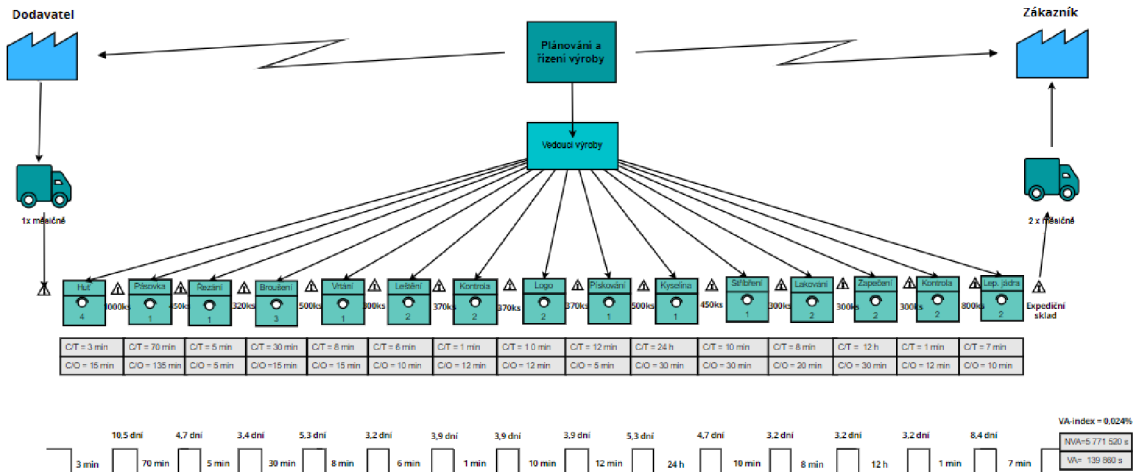 Dodavatel
Zákazník
Plánování a
řízení výroby
Vedoucí výroby
1x měsíčně
2 x měsíčně
Huť
4
Pásovka
1
Řezání
1
Broušení
3
Vrtání
1
Leštění
2
Kontrola
2
Logo
2
Pískování
1
Kyselina
1
Stříbření
1
Lakování
2
Zapečení
2
Kontrola
2
Lep. jádra
2
450ks
320ks
500ks
370ks
370ks
370ks
500ks
450ks
300ks
300ks
300ks
800ks
Expediční
sklad
C/T = 3 min
C/T = 70 min
C/T = 5 min
C/T = 30 min
C/T = 8 min
C/T = 6 min
C/T = 1 min
C/T = 10 min
C/T = 12 min
C/T = 24 h
C/T = 10 min
C/T = 8 min
C/T = 12 h
C/T = 1 min
C/T = 7 min
C/O = 15 min
C/O = 135 min
C/O = 5 min
C/O =15 min
C/O = 15 min
C/O = 10 min
C/O = 12 min
C/O = 12 min
C/O = 5 min
C/O = 30 min
C/O = 30 min
C/O = 20 min
C/O = 30 min
C/O = 12 min
C/O = 10 min
VA-index = 0,024%
NVA=5 771 520 s
VA= 139 860 s
10,5 dní
4,7 dní
3,4 dní
5,3 dní
3,2 dní
3,9 dní
3,9 dní
3,9 dní
5,3 dní
4,7 dní
3,2 dní
3,2 dní
3,2 dní
8,4 dní
3 min
70 min
5 min
30 min
8 min
6 min
1 min
10 min
12 min
24 h
10 min
8 min
12 h
1 min
7 min